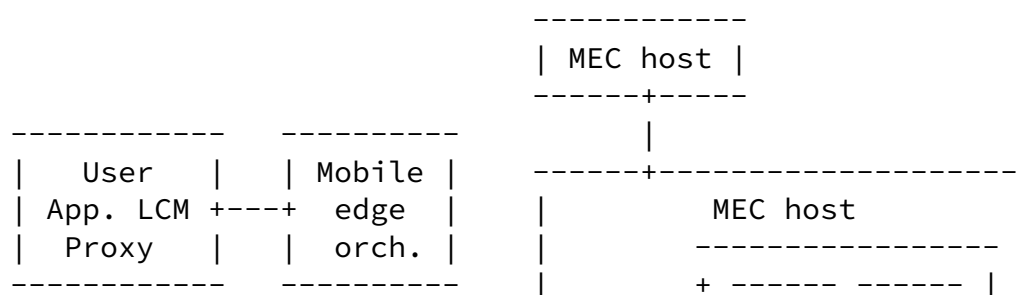 ------------
                             | MEC host |
                             ------+-----
------------   ----------          |
|   User   |   | Mobile |    ------+--------------------
| App. LCM +---+  edge  |    |         MEC host
|  Proxy   |   |  orch. |    |        -----------------
------------   ----------    |        + ------ ------ |